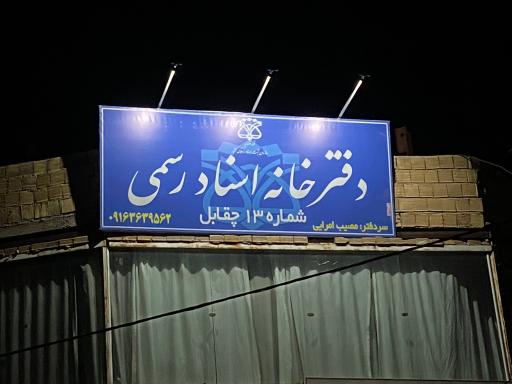 دفترخانه اسناد رسمی
شماره ۱۳ چقابل
سردفتر: مصیب امرایی
۰۹۱۶۳۶۳۹۵۶۲